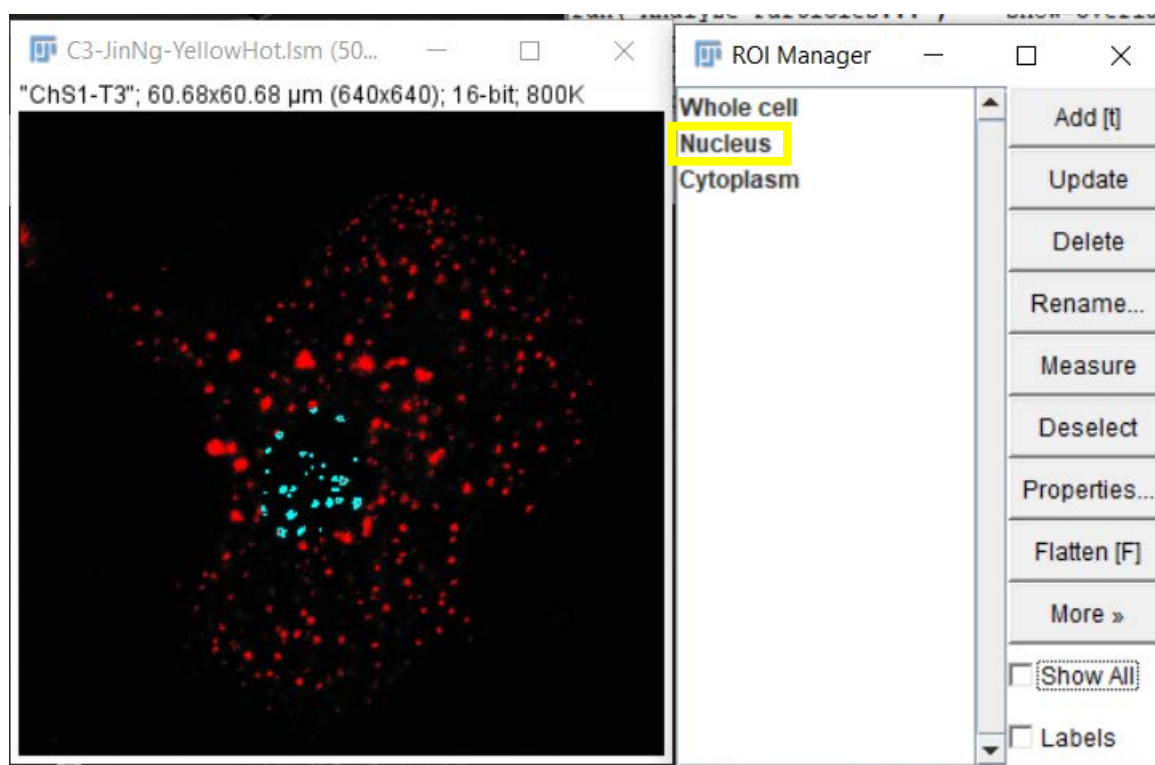 C3-JinNg-YellowHot.lsm (50...
"ChS1-T3"; 60.68x60.68 µm (640x640); 16-bit; 800K
ROI Manager
Whole cell
Nucleus
Cytoplasm
Add [t]
Update
Delete
Rename...
Measure
Deselect
Properties...
Flatten [F]
More »
Show All
Labels